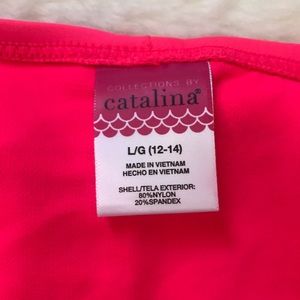 COLLECTIONS BY
catalina®
L/G (12-14)
MADE IN VIETNAM
HECHO EN VIETNAM
SHELL/TELA EXTERIOR:
80%NYLON
20%SPANDEX